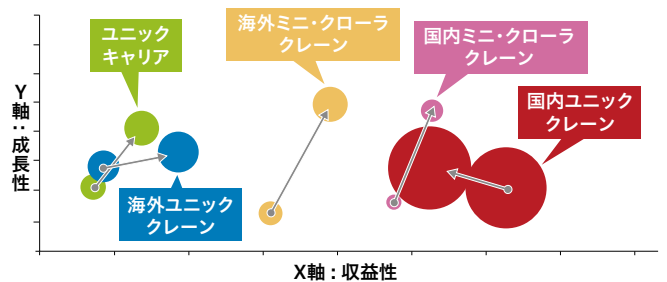 ユニック
キャリア
海外ミニ・クローラ
クレーン
国内ミニ・クローラ
クレーン
国内ユニック
クレーン
海外ユニック
クレーン
Y軸：成長性
X軸：収益性